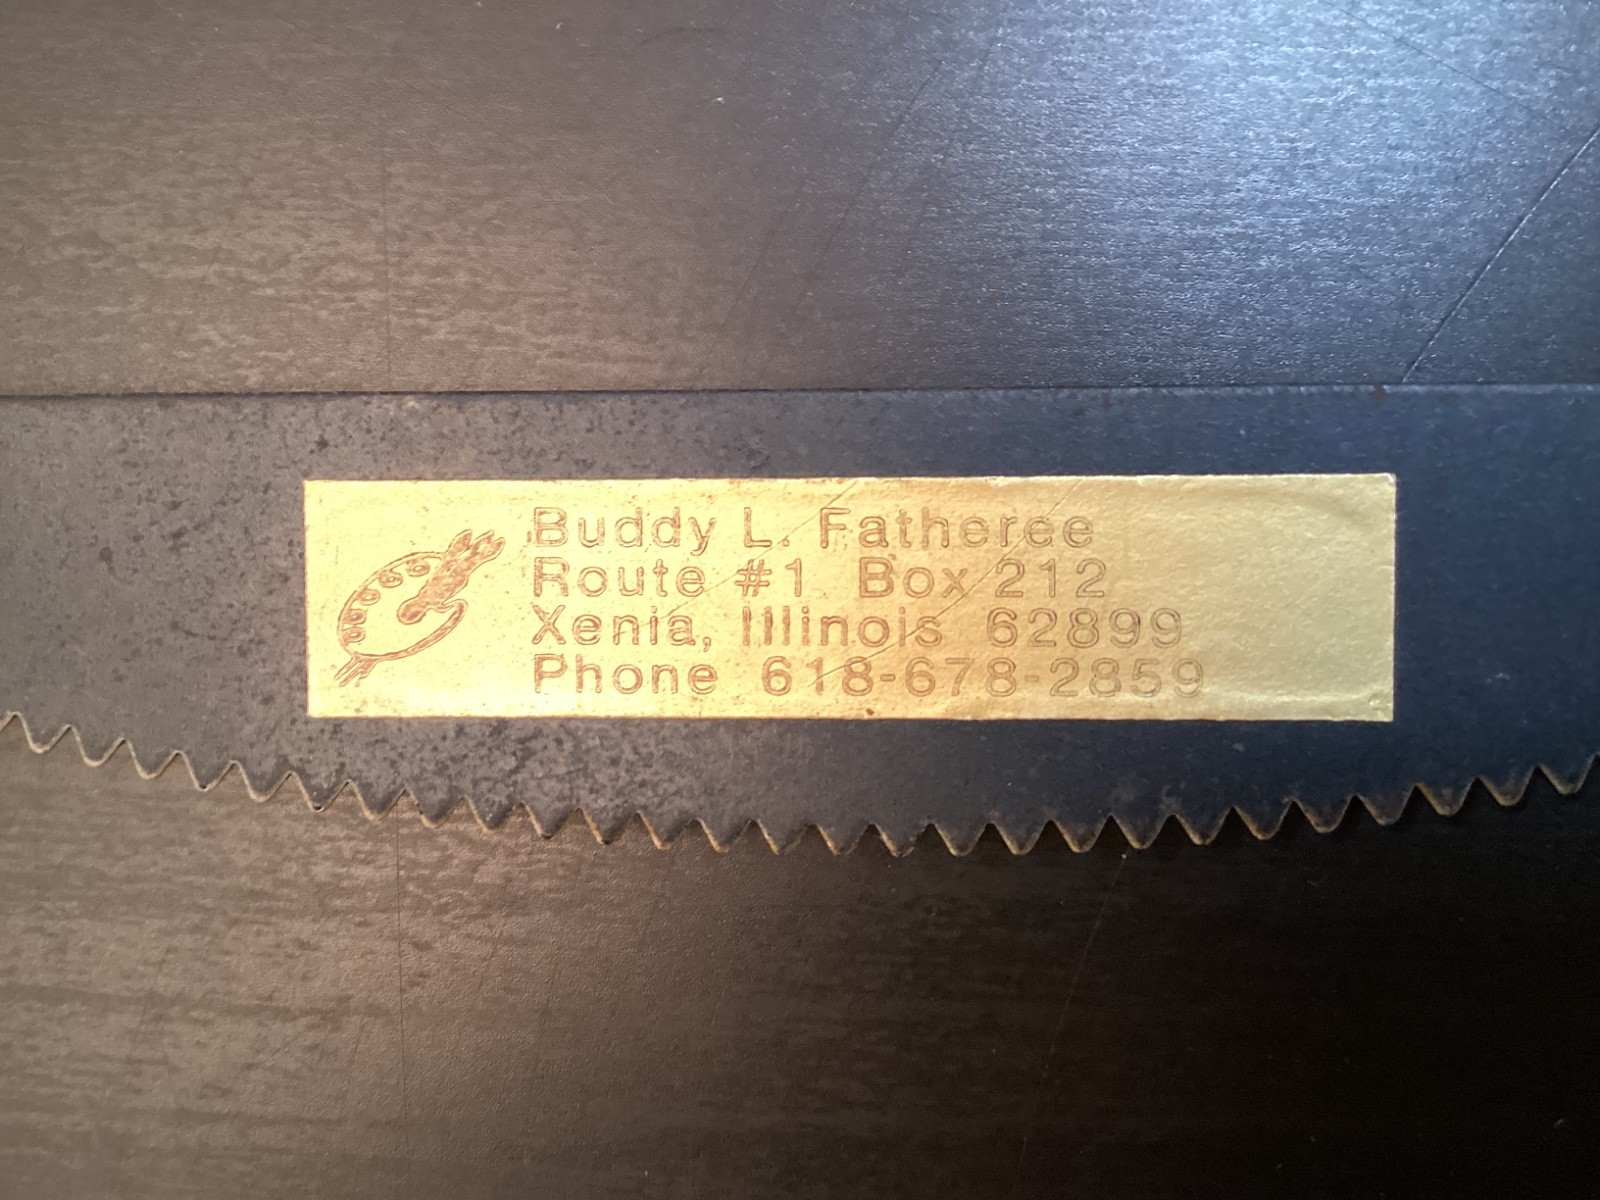 Buddy L. Fatheree
Route #1 Box 212
Xenia, Illinois 62899
Phone 618-678-2859